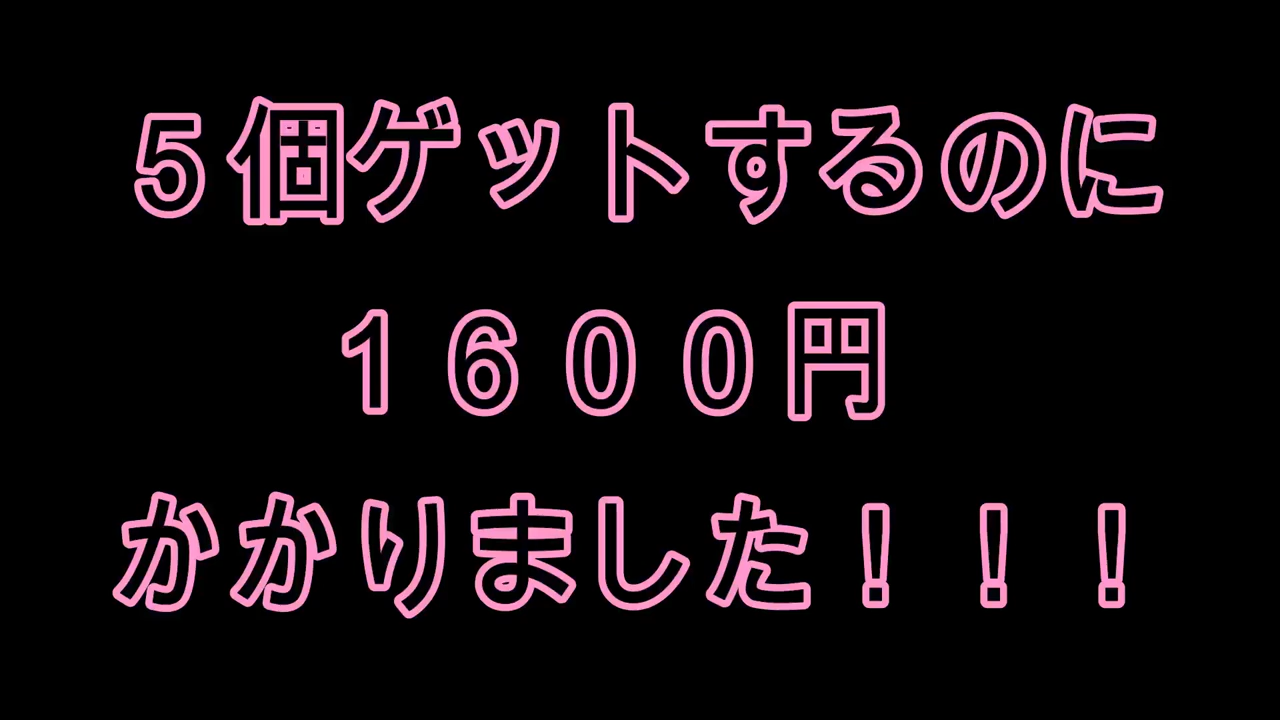 ５個ゲットするのに
１６００円
かかりました！！！